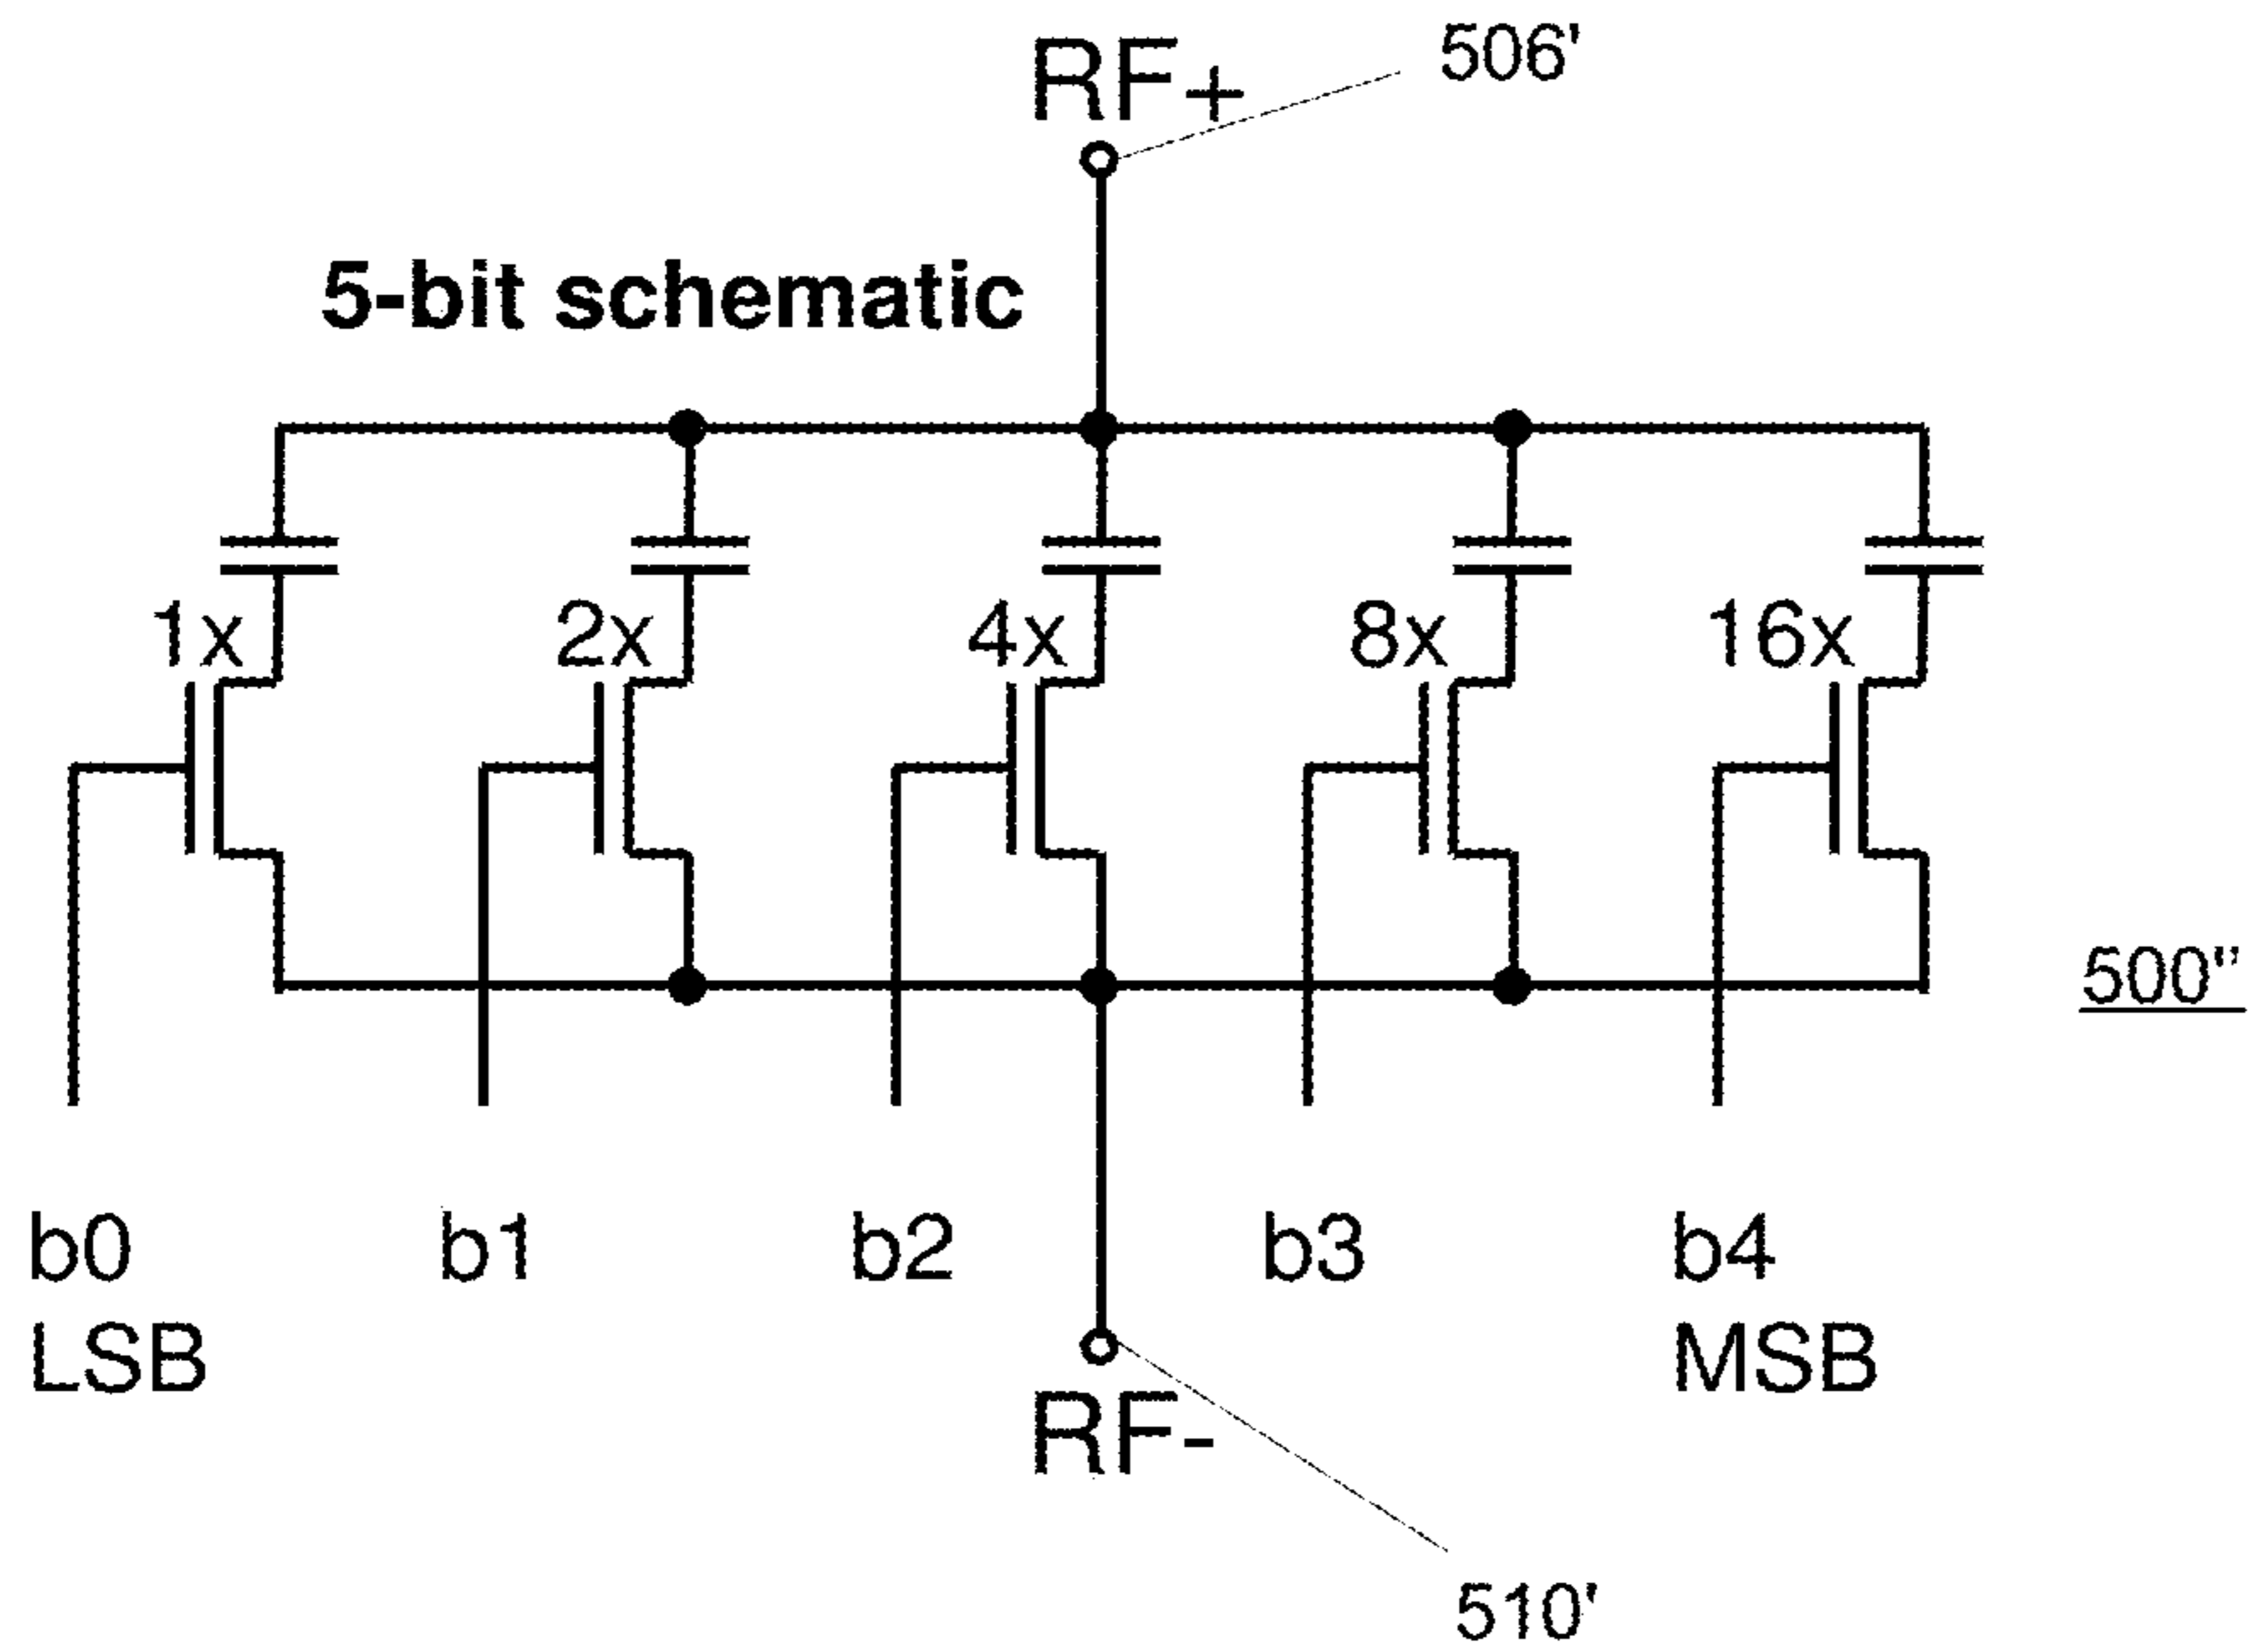 506'
RF+
5-bit schematic
1x 2x 4x 8x 16x
500"
b0 b1 b2 b3 b4
LSB MSB
RF-
510'